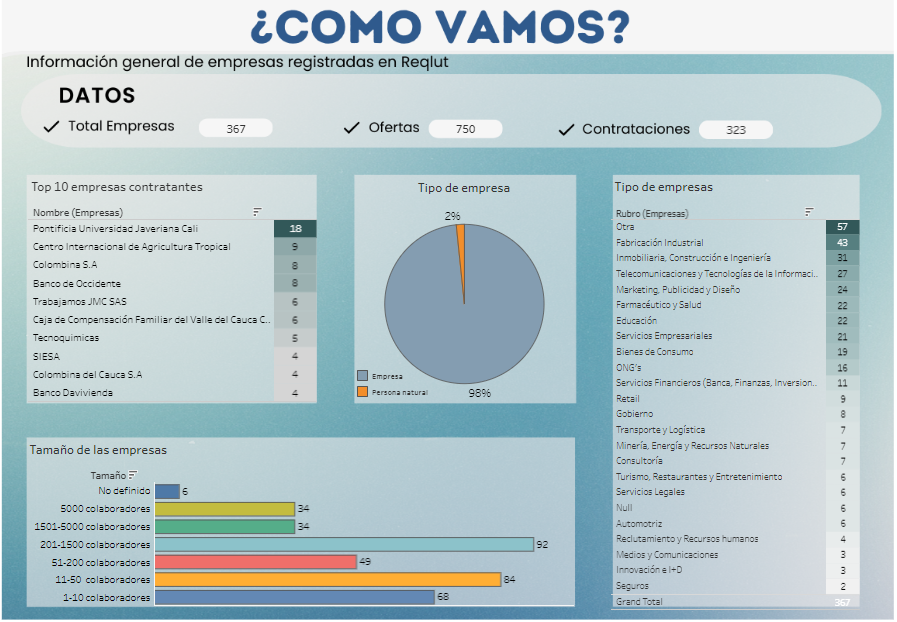 ¿COMO VAMOS?
Información general de empresas registradas en Reqlut
DATOS
Total Empresas 367
Ofertas 750
Contrataciones 323
Top 10 empresas contratantes
Nombre (Empresas)
Pontificia Universidad Javeriana Cali 18
Centro Internacional de Agricultura Tropical 9
Colombina S.A 8
Banco de Occidente 8
Trabajamos JMC SAS 6
Caja de Compensación Familiar del Valle del Cauca C.. 6
Tecnoquimicas 5
SIESA 4
Colombina del Cauca S.A 4
Banco Davivienda 4
Tipo de empresa
2%
98%
Empresa
Persona natural
Tipo de empresas
Rubro (Empresas)
Otra 57
Fabricación Industrial 43
Inmobiliaria, Construcción e Ingeniería 31
Telecomunicaciones y Tecnologías de la Informaci.. 27
Marketing, Publicidad y Diseño 24
Farmacéutico y Salud 22
Educación 22
Servicios Empresariales 21
Bienes de Consumo 19
ONG's 16
Servicios Financieros (Banca, Finanzas, Inversion.. 11
Retail 9
Gobierno 8
Transporte y Logística 7
Minería, Energía y Recursos Naturales 7
Consultoría 7
Turismo, Restaurantes y Entretenimiento 6
Servicios Legales 6
Null 6
Automotriz 6
Reclutamiento y Recursos humanos 4
Medios y Comunicaciones 3
Innovación e I+D 3
Seguros 2
Grand Total 367
Tamaño de las empresas
Tamaño
No definido 6
5000 colaboradores 34
1501-5000 colaboradores 34
201-1500 colaboradores 92
51-200 colaboradores 49
11-50 colaboradores 84
1-10 colaboradores 68